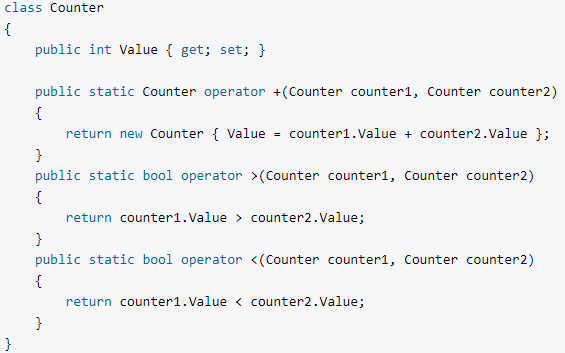 class Counter
{
    public int Value { get; set; }
    public static Counter operator +(Counter counter1, Counter counter2)
    {
        return new Counter { Value = counter1.Value + counter2.Value };
    }
    public static bool operator >(Counter counter1, Counter counter2)
    {
        return counter1.Value > counter2.Value;
    }
    public static bool operator <(Counter counter1, Counter counter2)
    {
        return counter1.Value < counter2.Value;
    }
}